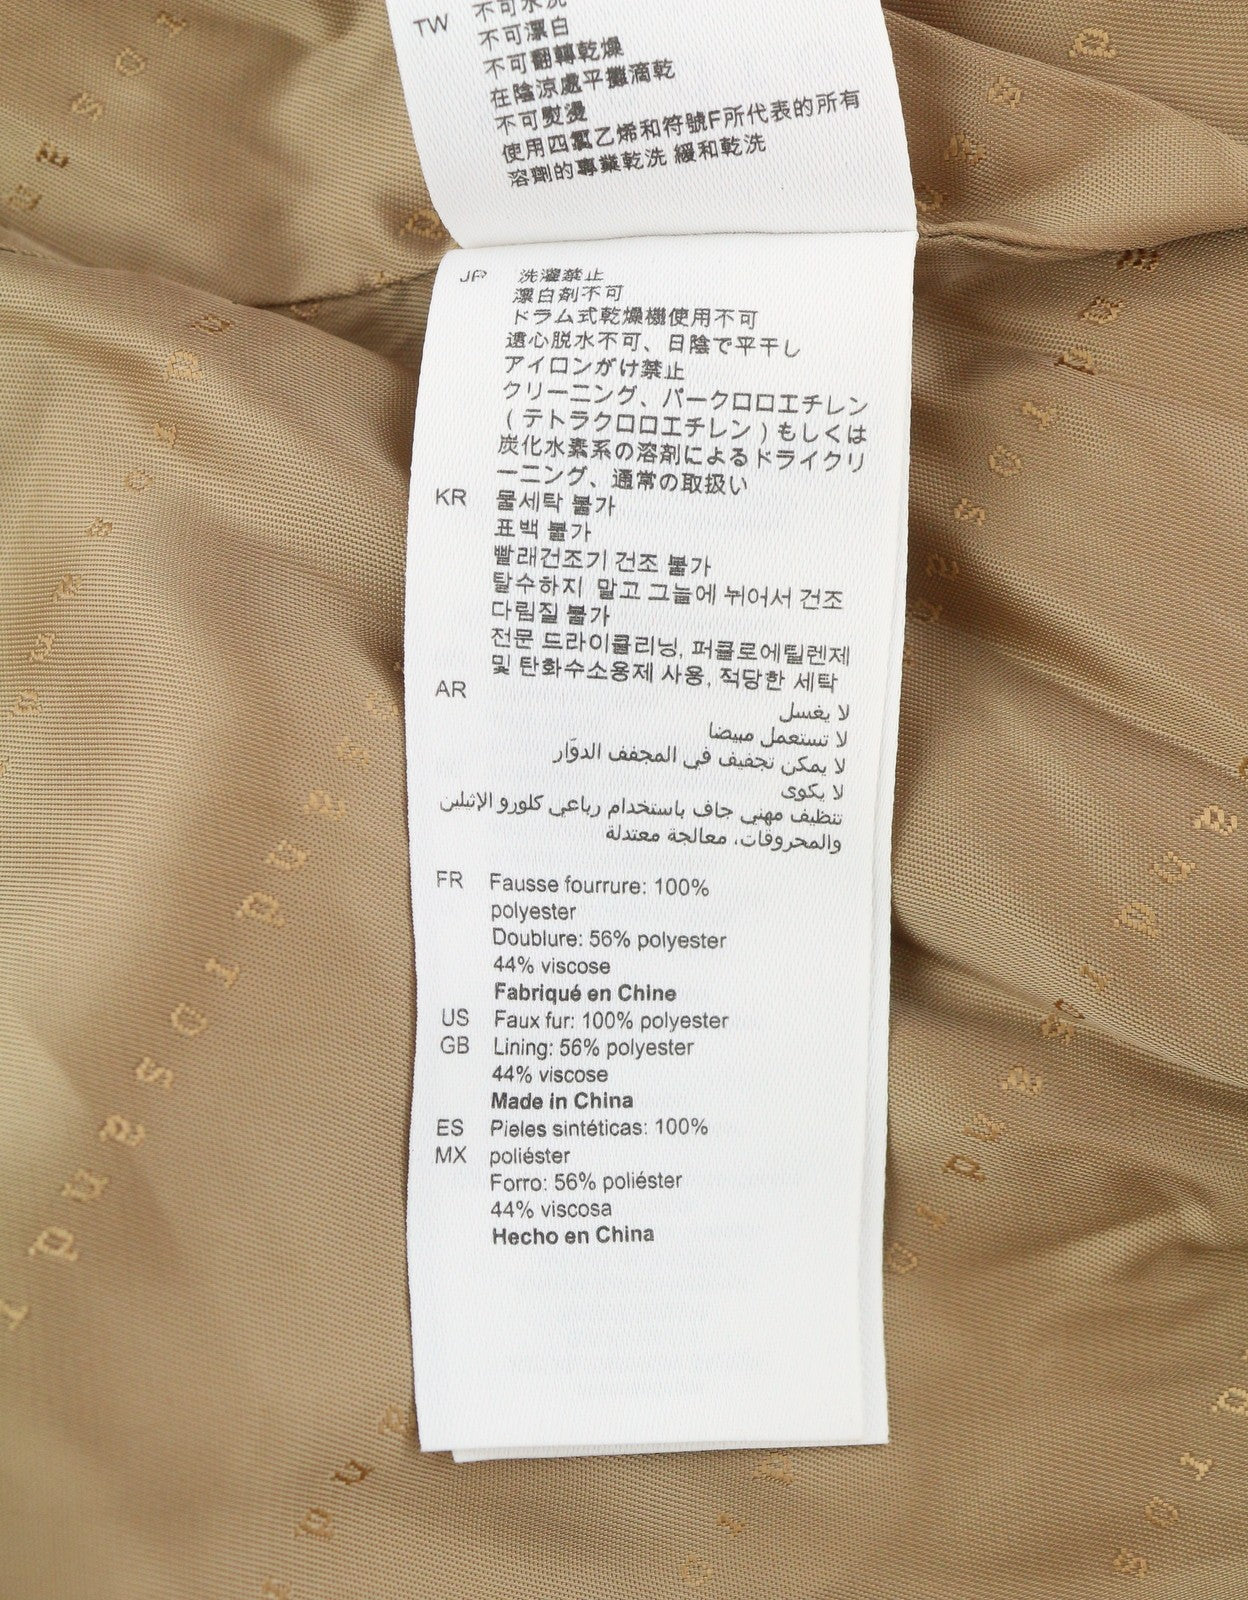 TW 不可水洗
不可漂白
不可翻轉乾燥
在陰涼處平攤滴乾
不可熨燙
使用四氯乙烯和符號F所代表的所有
溶劑的專業乾洗 緩和乾洗
JP 洗濯禁止
漂白剤不可
ドラム式乾燥機使用不可
遠心脱水不可、日陰で平干し
アイロンがけ禁止
クリーニング、パークロロエチレン
(テトラクロロエチレン)もしくは
炭化水素系の溶剤によるドライクリ
ーニング、通常の取扱い
KR 물세탁 불가
표백 불가
빨래건조기 건조 불가
탈수하지 말고 그늘에 뉘어서 건조
다림질 불가
전문 드라이클리닝, 퍼클로에틸렌제
및 탄화수소용제 사용, 적당한 세탁
AR
لا يغسل
لا تستعمل مبيضا
لا يمكن تجفيف في المجفف الدوّار
لا يكوى
تنظيف مهني جاف باستخدام رباعي كلورو الإثيلين
والمحروقات، معالجة معتدلة
FR Fausse fourrure: 100%
polyester
Doublure: 56% polyester
44% viscose
Fabriqué en Chine
US Faux fur: 100% polyester
GB Lining: 56% polyester
44% viscose
Made in China
ES Pieles sintéticas: 100%
MX poliéster
Forro: 56% poliéster
44% viscosa
Hecho en China